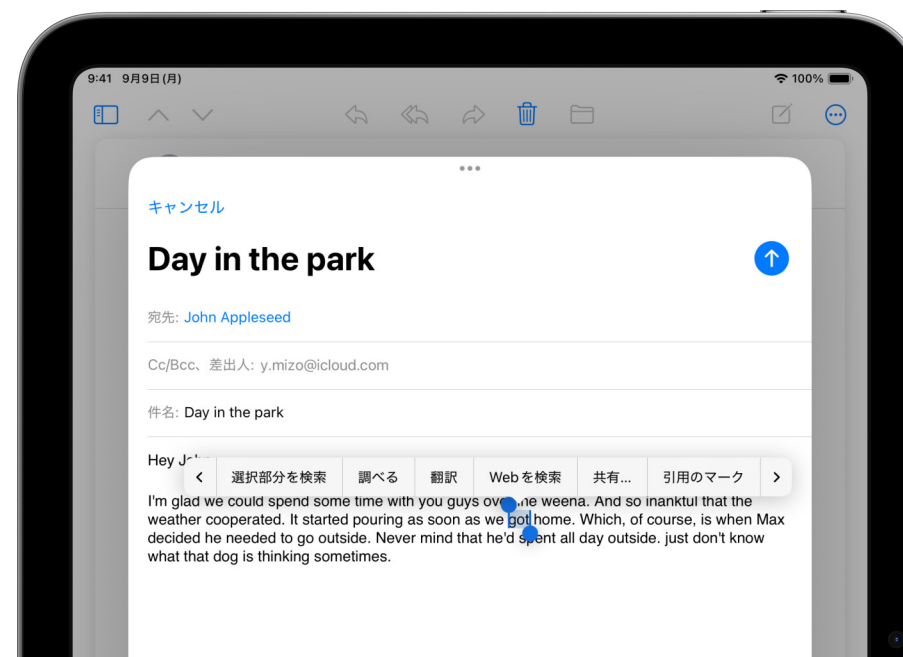 9:41 9月9日(月)
100%
キャンセル
Day in the park
宛先: John Appleseed
Cc/Bcc、差出人: y.mizo@icloud.com
件名: Day in the park
Hey
選択部分を検索 調べる 翻訳 Webを検索 共有... 引用のマーク
I'm glad we could spend some time with you guys weena. And so inanktul that the
weather cooperated. It started pouring as soon as we got home. Which, of course, is when Max
decided he needed to go outside. Never mind that he'd spent all day outside. just don't know
what that dog is thinking sometimes.